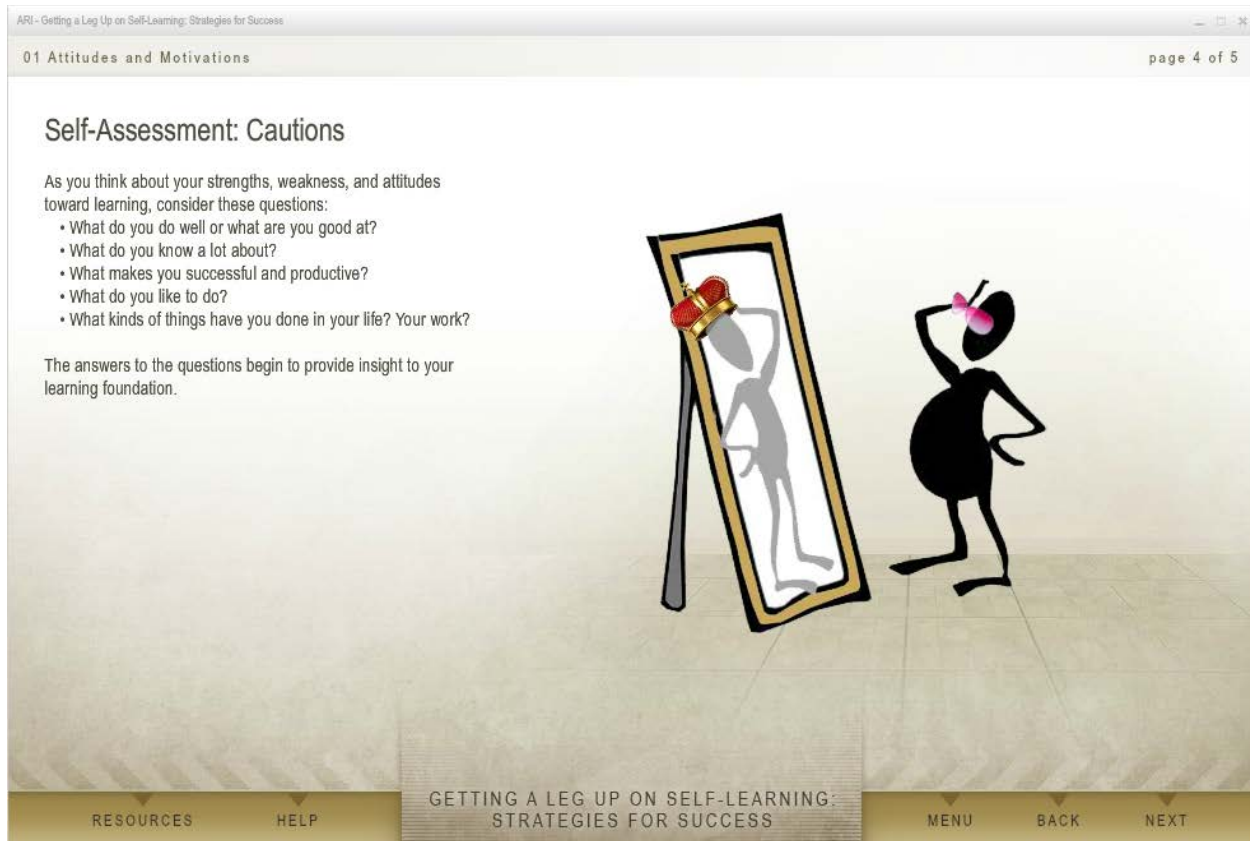 ARI - Getting a Leg Up on Self-Learning: Strategies for Success
01 Attitudes and Motivations
page 4 of 5
Self-Assessment: Cautions
As you think about your strengths, weakness, and attitudes
toward learning, consider these questions:
• What do you do well or what are you good at?
• What do you know a lot about?
• What makes you successful and productive?
• What do you like to do?
• What kinds of things have you done in your life? Your work?
The answers to the questions begin to provide insight to your
learning foundation.
RESOURCES
HELP
GETTING A LEG UP ON SELF-LEARNING:
STRATEGIES FOR SUCCESS
MENU
BACK
NEXT